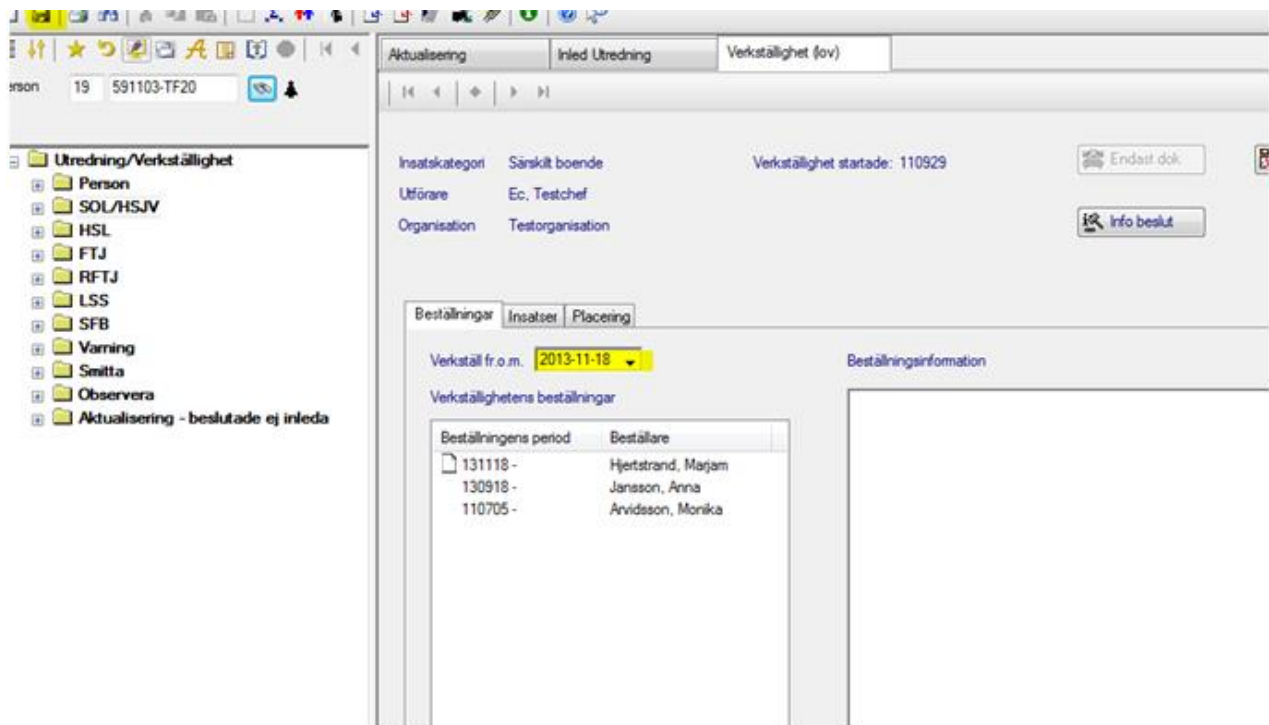 Aktualisering Inled Utredning Verkställighet (lov)
erson 19 591103-TF20
Utredning/Verkställighet
Person
SOL/HSJV
HSL
FTJ
RFTJ
LSS
SFB
Varning
Smitta
Observera
Aktualisering - beslutade ej inleda
Insatskategori Särskilt boende Verkställighet startade: 110929 Endast dok
Utförare Ec, Testchef
Organisation Testorganisation Info beslut
Beställningar Insatser Placering
Verkställ fr.o.m. 2013-11-18 Beställningsinformation
Verkställighetens beställningar
Beställningens period Beställare
131118 - Hjertstrand, Marjam
130918 - Jansson, Anna
110705 - Arvidsson, Monika